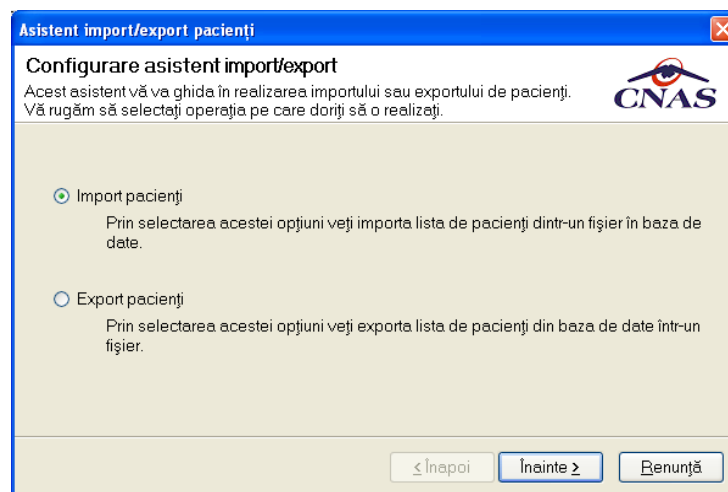 Asistent import/export pacienţi
Configurare asistent import/export
Acest asistent vă va ghida în realizarea importului sau exportului de pacienţi.
Vă rugăm să selectaţi operaţia pe care doriţi să o realizaţi.
CNAS
Import pacienţi
Prin selectarea acestei opţiuni veţi importa lista de pacienţi dintr-un fişier în baza de
date.
Export pacienţi
Prin selectarea acestei opţiuni veţi exporta lista de pacienţi din baza de date într-un
fişier.
< Înapoi
Înainte >
Renunţă